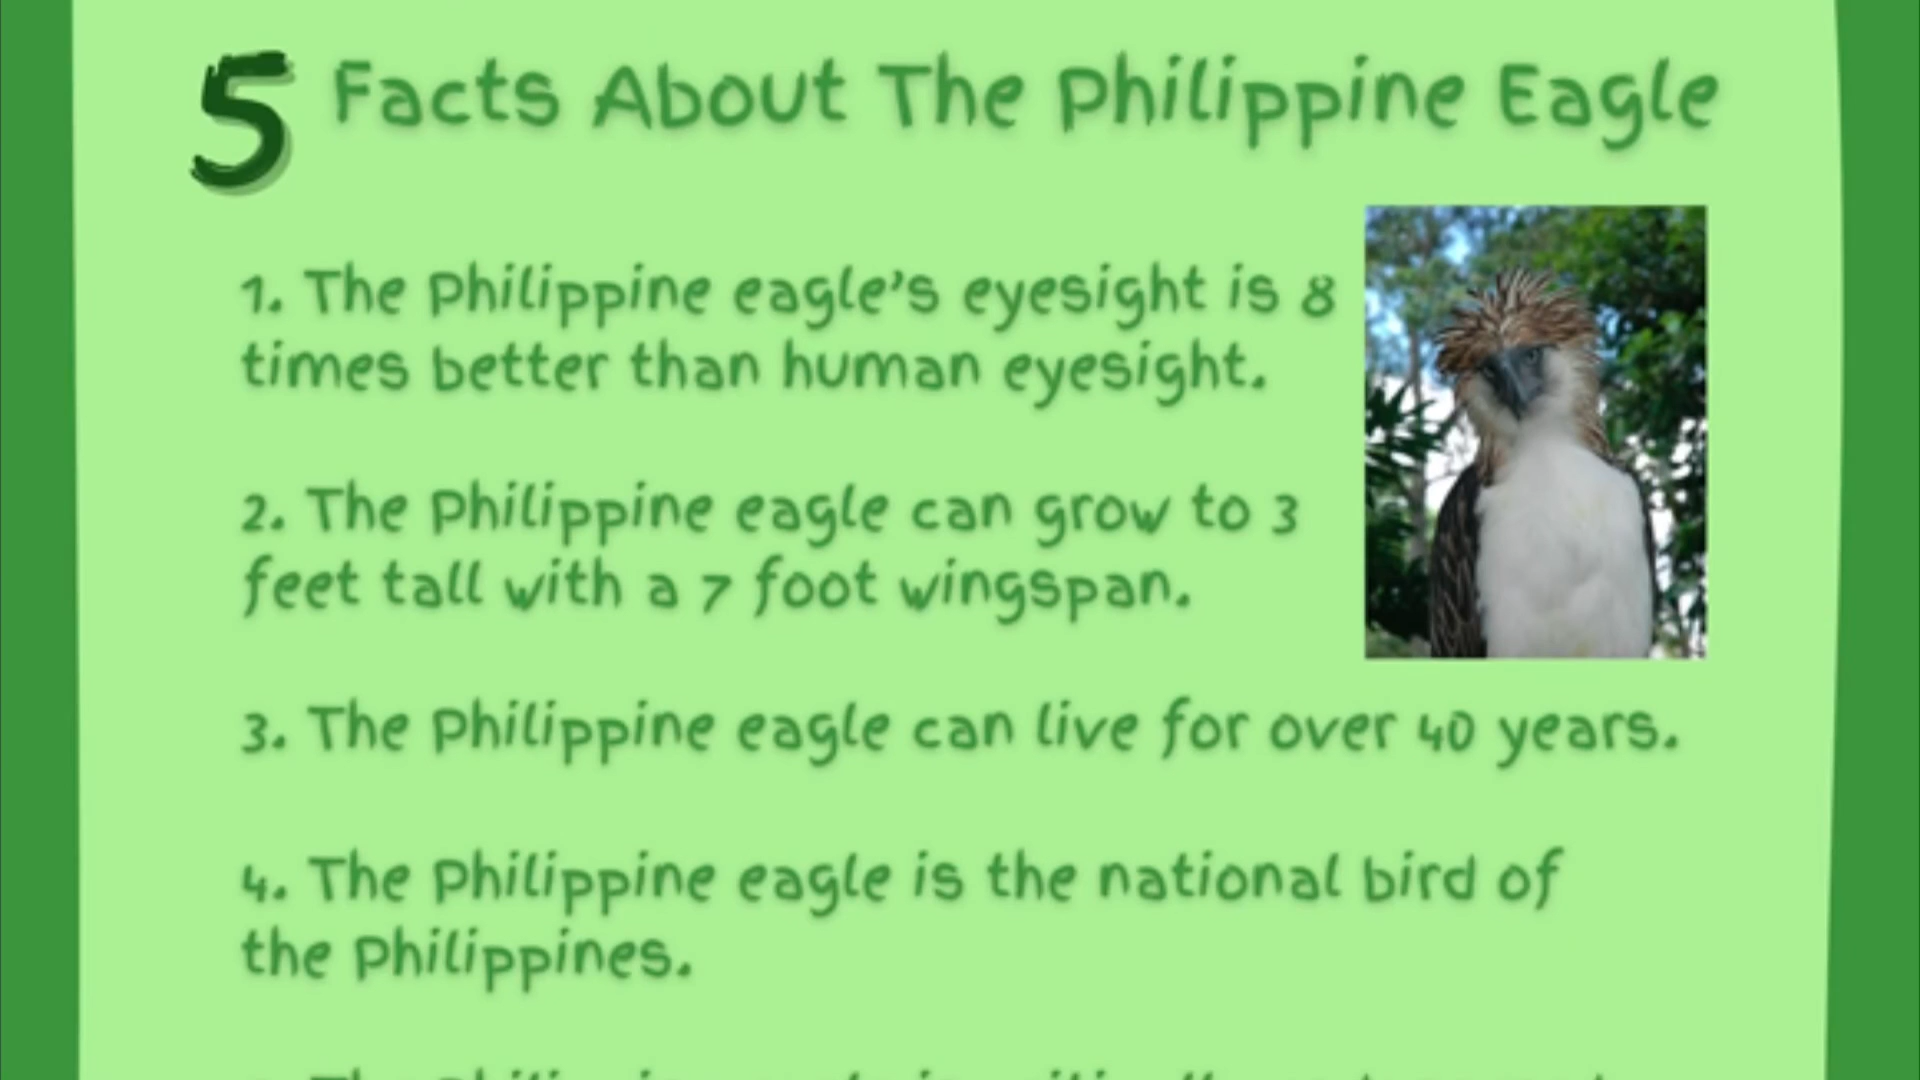 5 Facts About The Philippine Eagle
1. The Philippine eagle's eyesight is 8
times better than human eyesight.
2. The Philippine eagle can grow to 3
feet tall with a 7 foot wingspan.
3. The Philippine eagle can live for over 40 years.
4. The Philippine eagle is the national bird of
the Philippines.